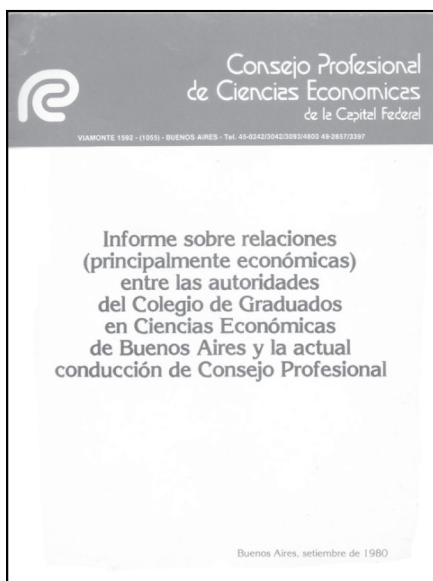 Consejo Profesional
de Ciencias Economicas
de la Capital Federal
VIAMONTE 1592 - (1055) - BUENOS AIRES - Tel. 45-0242/3042/3093/4803 49-2657/3397
Informe sobre relaciones
(principalmente económicas)
entre las autoridades
del Colegio de Graduados
en Ciencias Económicas
de Buenos Aires y la actual
conducción de Consejo Profesional
Buenos Aires, setiembre de 1980